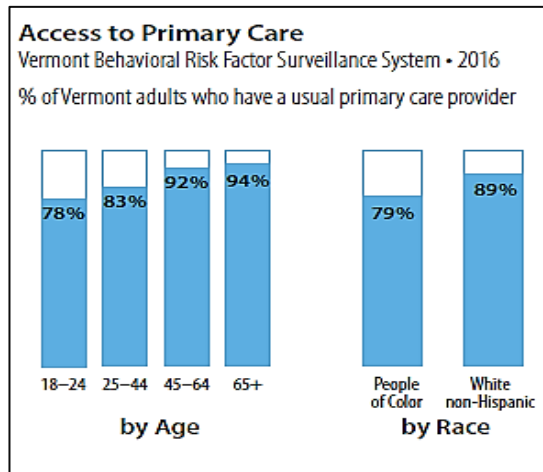 Access to Primary Care
Vermont Behavioral Risk Factor Surveillance System • 2016
% of Vermont adults who have a usual primary care provider
78% 83% 92% 94% 79% 89%
18–24 25–44 45–64 65+ People of Color White non-Hispanic
by Age by Race